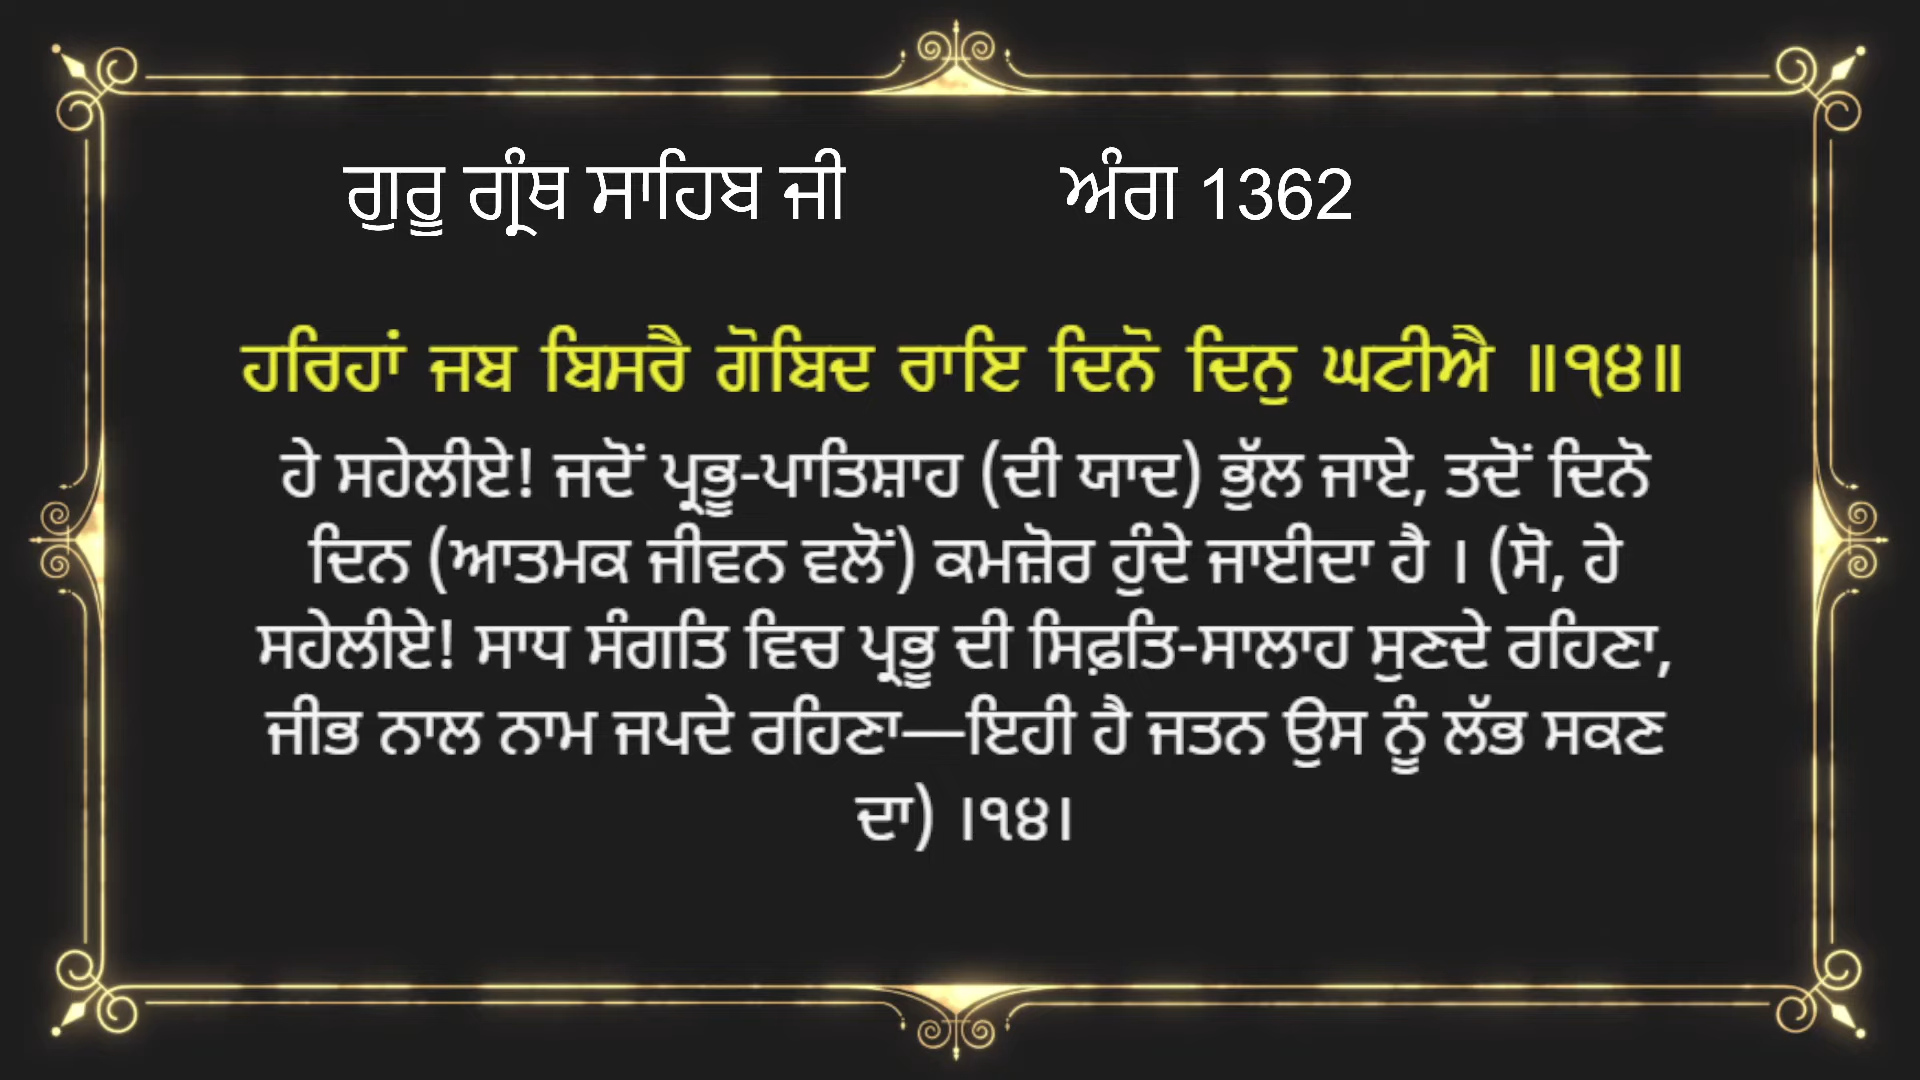 ਗੁਰੂ ਗ੍ਰੰਥ ਸਾਹਿਬ ਜੀ ਅੰਗ 1362
ਹਰਿਹਾਂ ਜਬ ਬਿਸਰੈ ਗੋਬਿਦ ਰਾਇ ਦਿਨੋ ਦਿਨੁ ਘਟੀਐ ॥੧੪॥
ਹੇ ਸਹੇਲੀਏ! ਜਦੋਂ ਪ੍ਰਭੂ-ਪਾਤਿਸ਼ਾਹ (ਦੀ ਯਾਦ) ਭੁੱਲ ਜਾਏ, ਤਦੋਂ ਦਿਨੋ
ਦਿਨ (ਆਤਮਕ ਜੀਵਨ ਵਲੋਂ) ਕਮਜ਼ੋਰ ਹੁੰਦੇ ਜਾਈਦਾ ਹੈ । (ਸੋ, ਹੇ
ਸਹੇਲੀਏ! ਸਾਧ ਸੰਗਤਿ ਵਿਚ ਪ੍ਰਭੂ ਦੀ ਸਿਫ਼ਤਿ-ਸਾਲਾਹ ਸੁਣਦੇ ਰਹਿਣਾ,
ਜੀਭ ਨਾਲ ਨਾਮ ਜਪਦੇ ਰਹਿਣਾ—ਇਹੀ ਹੈ ਜਤਨ ਉਸ ਨੂੰ ਲੱਭ ਸਕਣ
ਦਾ) ।੧੪।